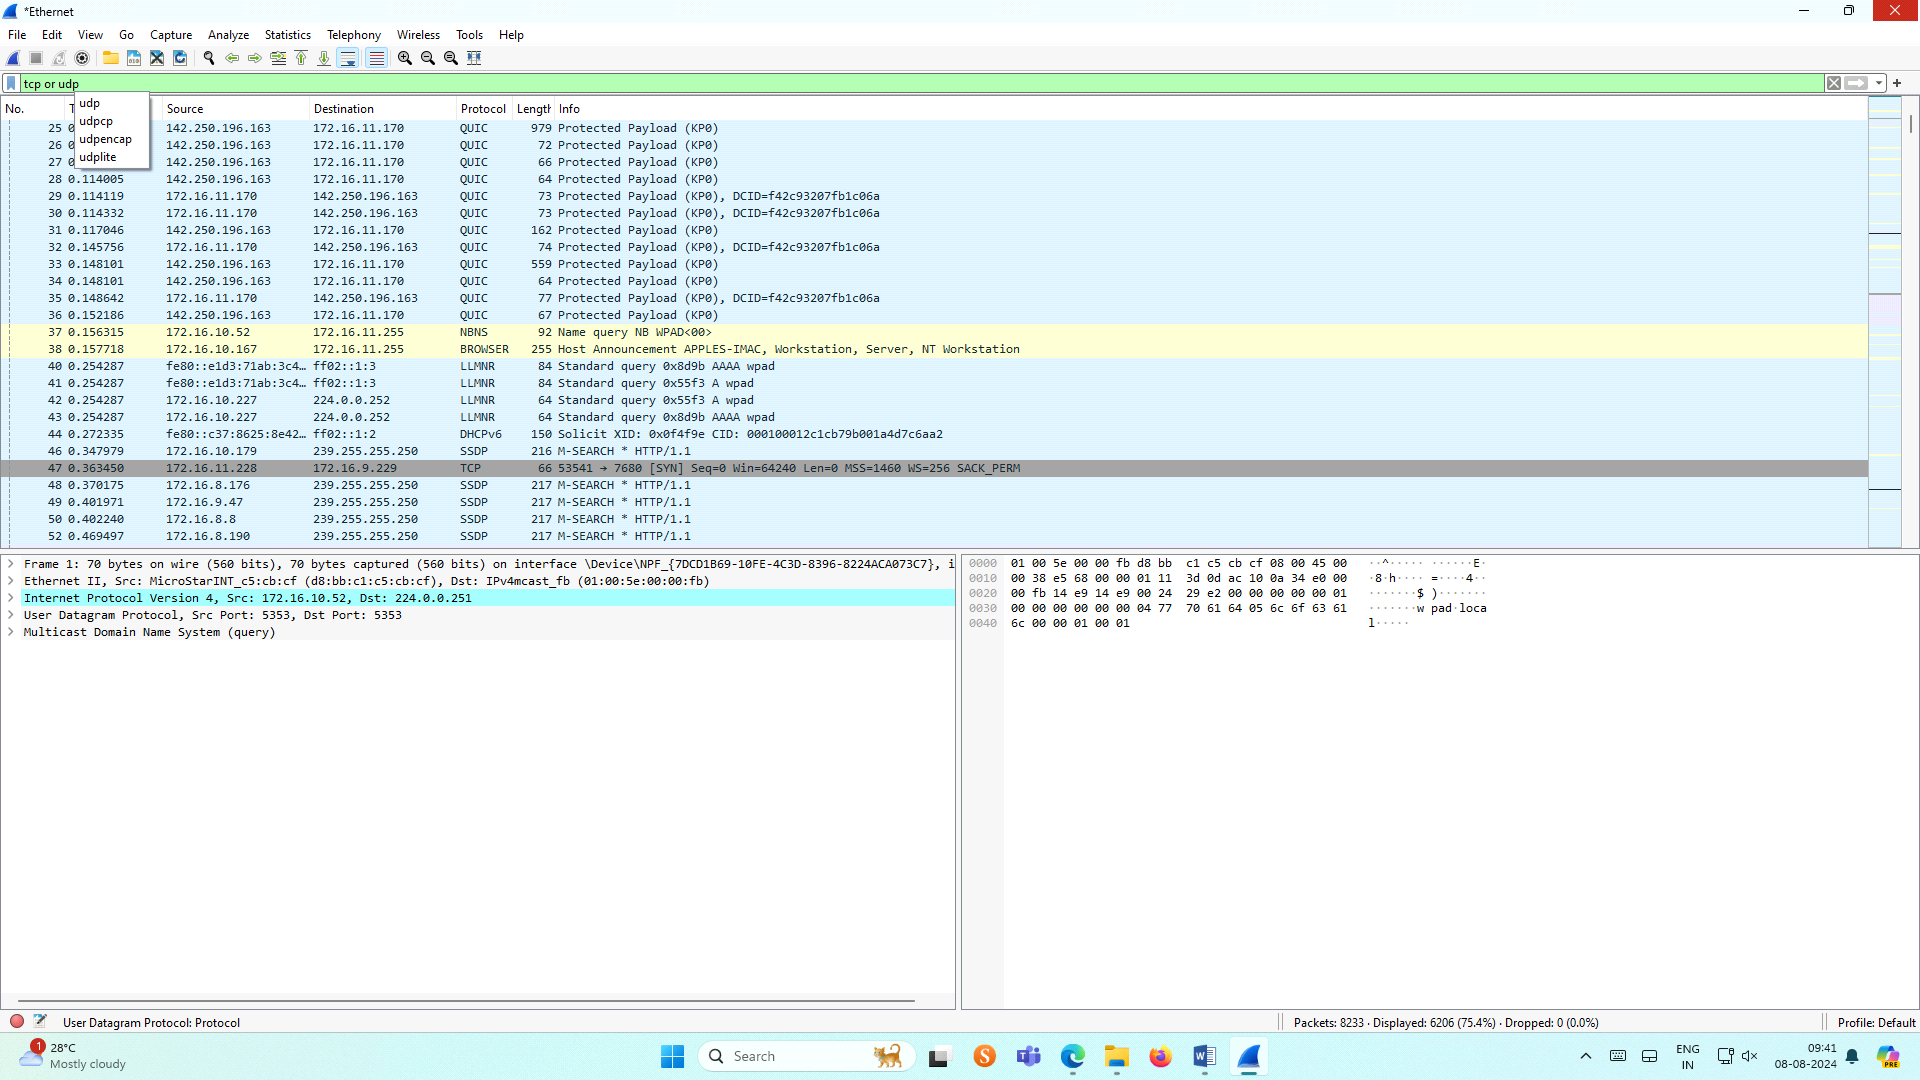 *Ethernet
File Edit View Go Capture Analyze Statistics Telephony Wireless Tools Help
tcp or udp
udp
udpcp
udpencap
udplite
No. T Source Destination Protocol Length Info
25 0 142.250.196.163 172.16.11.170 QUIC 979 Protected Payload (KP0)
26 0 142.250.196.163 172.16.11.170 QUIC 72 Protected Payload (KP0)
27 0 142.250.196.163 172.16.11.170 QUIC 66 Protected Payload (KP0)
28 0.114005 142.250.196.163 172.16.11.170 QUIC 64 Protected Payload (KP0)
29 0.114119 172.16.11.170 142.250.196.163 QUIC 73 Protected Payload (KP0), DCID=f42c93207fb1c06a
30 0.114332 172.16.11.170 142.250.196.163 QUIC 73 Protected Payload (KP0), DCID=f42c93207fb1c06a
31 0.117046 142.250.196.163 172.16.11.170 QUIC 162 Protected Payload (KP0)
32 0.145756 172.16.11.170 142.250.196.163 QUIC 74 Protected Payload (KP0), DCID=f42c93207fb1c06a
33 0.148101 142.250.196.163 172.16.11.170 QUIC 559 Protected Payload (KP0)
34 0.148101 142.250.196.163 172.16.11.170 QUIC 64 Protected Payload (KP0)
35 0.148642 172.16.11.170 142.250.196.163 QUIC 77 Protected Payload (KP0), DCID=f42c93207fb1c06a
36 0.152186 142.250.196.163 172.16.11.170 QUIC 67 Protected Payload (KP0)
37 0.156315 172.16.10.52 172.16.11.255 NBNS 92 Name query NB WPAD<00>
38 0.157718 172.16.10.167 172.16.11.255 BROWSER 255 Host Announcement APPLES-IMAC, Workstation, Server, NT Workstation
40 0.254287 fe80::e1d3:71ab:3c4… ff02::1:3 LLMNR 84 Standard query 0x8d9b AAAA wpad
41 0.254287 fe80::e1d3:71ab:3c4… ff02::1:3 LLMNR 84 Standard query 0x55f3 A wpad
42 0.254287 172.16.10.227 224.0.0.252 LLMNR 64 Standard query 0x55f3 A wpad
43 0.254287 172.16.10.227 224.0.0.252 LLMNR 64 Standard query 0x8d9b AAAA wpad
44 0.272335 fe80::c37:8625:8e42… ff02::1:2 DHCPv6 150 Solicit XID: 0x0f4f9e CID: 000100012c1cb79b001a4d7c6aa2
46 0.347979 172.16.10.179 239.255.255.250 SSDP 216 M-SEARCH * HTTP/1.1
47 0.363450 172.16.11.228 172.16.9.229 TCP 66 53541 → 7680 [SYN] Seq=0 Win=64240 Len=0 MSS=1460 WS=256 SACK_PERM
48 0.370175 172.16.8.176 239.255.255.250 SSDP 217 M-SEARCH * HTTP/1.1
49 0.401971 172.16.9.47 239.255.255.250 SSDP 217 M-SEARCH * HTTP/1.1
50 0.402240 172.16.8.8 239.255.255.250 SSDP 217 M-SEARCH * HTTP/1.1
52 0.469497 172.16.8.190 239.255.255.250 SSDP 217 M-SEARCH * HTTP/1.1
Frame 1: 70 bytes on wire (560 bits), 70 bytes captured (560 bits) on interface \Device\NPF_{7DCD1B69-10FE-4C3D-8396-8224ACA073C7}, i
Ethernet II, Src: MicroStarINT_c5:cb:cf (d8:bb:c1:c5:cb:cf), Dst: IPv4mcast_fb (01:00:5e:00:00:fb)
Internet Protocol Version 4, Src: 172.16.10.52, Dst: 224.0.0.251
User Datagram Protocol, Src Port: 5353, Dst Port: 5353
Multicast Domain Name System (query)
0000 01 00 5e 00 00 fb d8 bb c1 c5 cb cf 08 00 45 00 ··^····· ······E·
0010 00 38 e5 68 00 00 01 11 3d 0d ac 10 0a 34 e0 00 ·8·h···· =····4··
0020 00 fb 14 e9 14 e9 00 24 29 e2 00 00 00 00 00 01 ·······$ )·······
0030 00 00 00 00 00 00 04 77 70 61 64 05 6c 6f 63 61 ·······w pad·loca
0040 6c 00 00 01 00 01 l·····
User Datagram Protocol: Protocol
Packets: 8233 · Displayed: 6206 (75.4%) · Dropped: 0 (0.0%)
Profile: Default
1
28°C
Mostly cloudy
Search
ENG
IN
09:41
08-08-2024
PRE